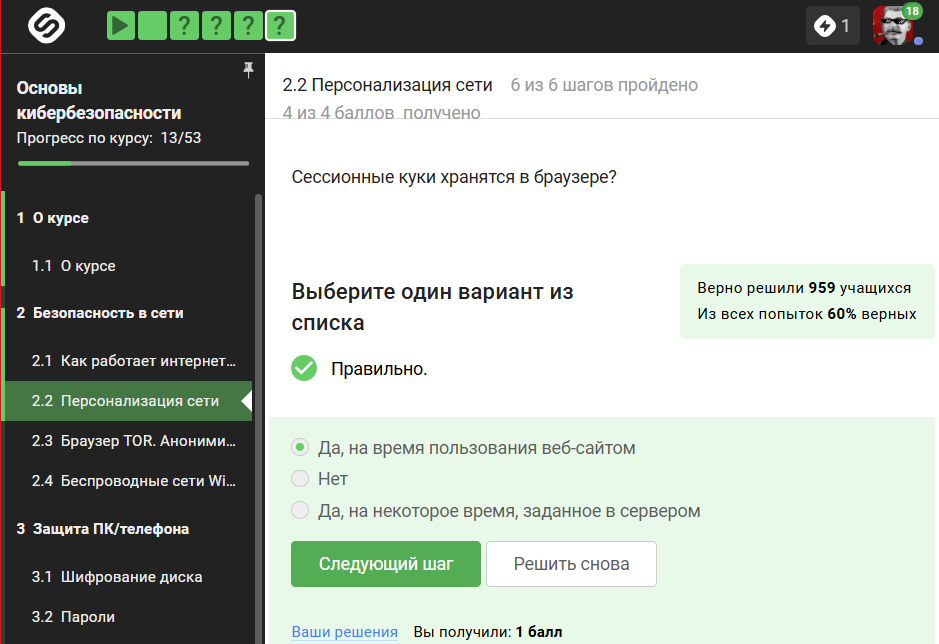 ? ? ? ?
1
18
Основы
кибербезопасности
Прогресс по курсу: 13/53
1 О курсе
1.1 О курсе
2 Безопасность в сети
2.1 Как работает интернет...
2.2 Персонализация сети
2.3 Браузер TOR. Аноними...
2.4 Беспроводные сети Wi...
3 Защита ПК/телефона
3.1 Шифрование диска
3.2 Пароли
2.2 Персонализация сети 6 из 6 шагов пройдено
4 из 4 баллов получено
Сессионные куки хранятся в браузере?
Выберите один вариант из
списка
Верно решили 959 учащихся
Из всех попыток 60% верных
Правильно.
Да, на время пользования веб-сайтом
Нет
Да, на некоторое время, заданное в сервером
Следующий шаг Решить снова
Ваши решения Вы получили: 1 балл